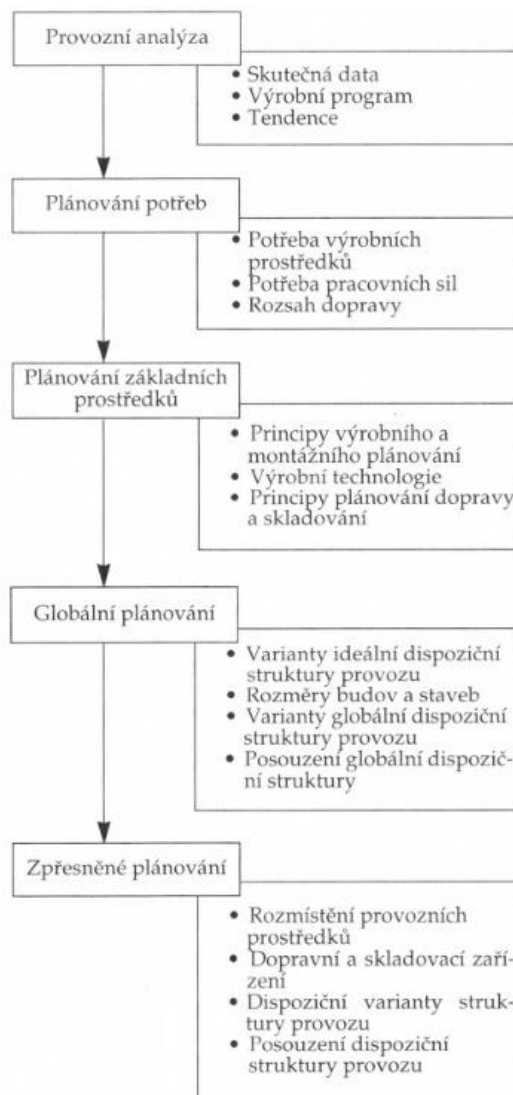 Provozní analýza
• Skutečná data
• Výrobní program
• Tendence
Plánování potřeb
• Potřeba výrobních
prostředků
• Potřeba pracovních sil
• Rozsah dopravy
Plánování základních
prostředků
• Principy výrobního a
montážního plánování
• Výrobní technologie
• Principy plánování dopravy
a skladování
Globální plánování
• Varianty ideální dispoziční
struktury provozu
• Rozměry budov a staveb
• Varianty globální dispoziční
struktury provozu
• Posouzení globální dispozič-
ní struktury
Zpřesněné plánování
• Rozmístění provozních
prostředků
• Dopravní a skladovací zaří-
zení
• Dispoziční varianty struk-
tury provozu
• Posouzení dispoziční
struktury provozu